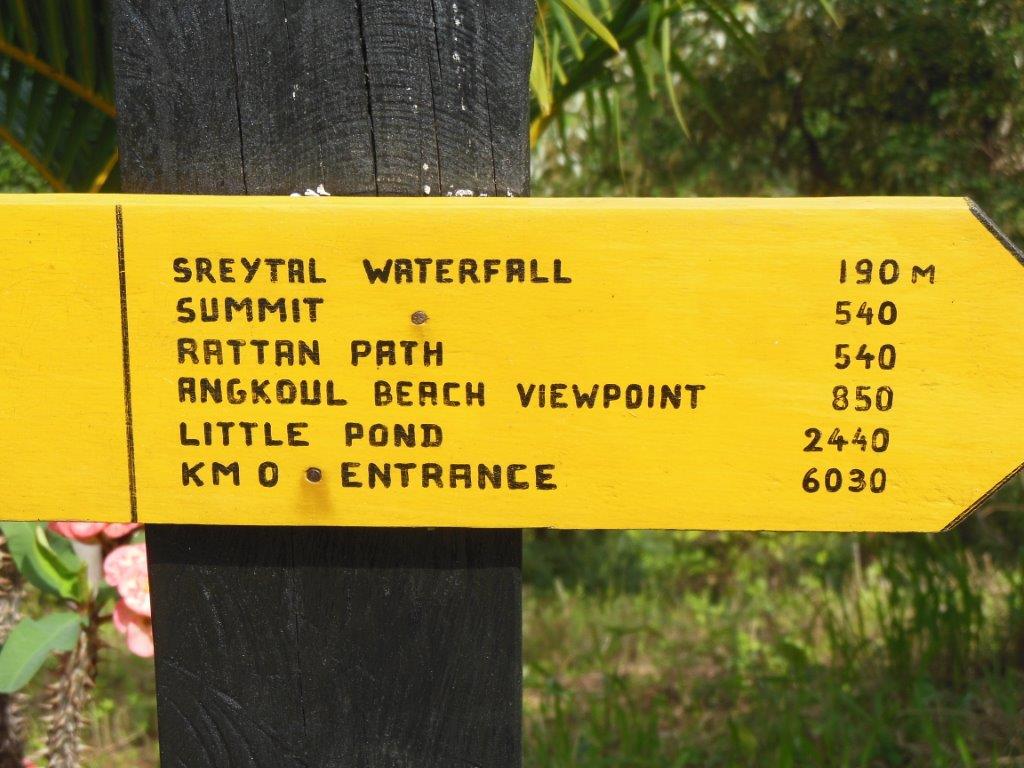 SREYTAL WATERFALL 190 M
SUMMIT 540
RATTAN PATH 540
ANGKOUL BEACH VIEWPOINT 850
LITTLE POND 2440
KM 0 ENTRANCE 6030